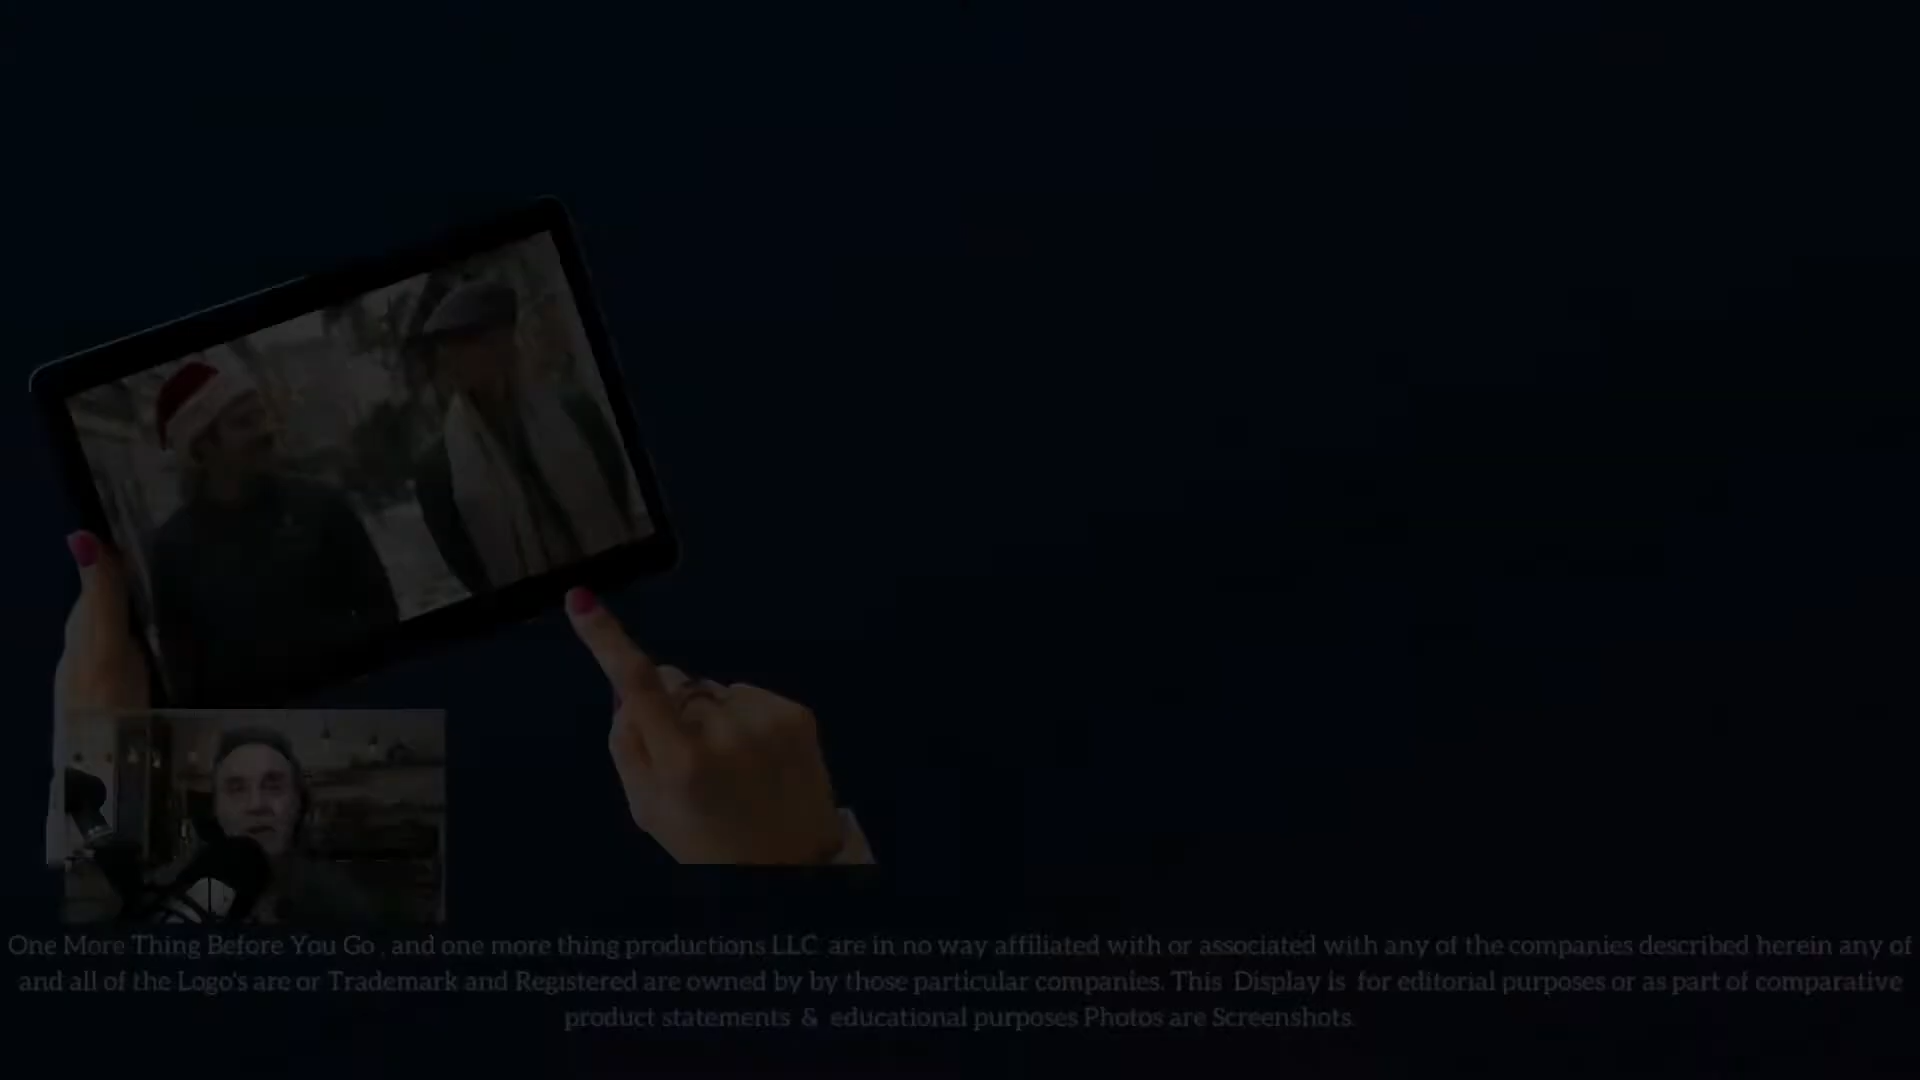 One More Thing Before You Go , and one more thing productions LLC are in no way affiliated with or associated with any of the companies described herein any of
and all of the Logo's are or Trademark and Registered are owned by by those particular companies. This Display is for editorial purposes or as part of comparative
product statements & educational purposes Photos are Screenshots.